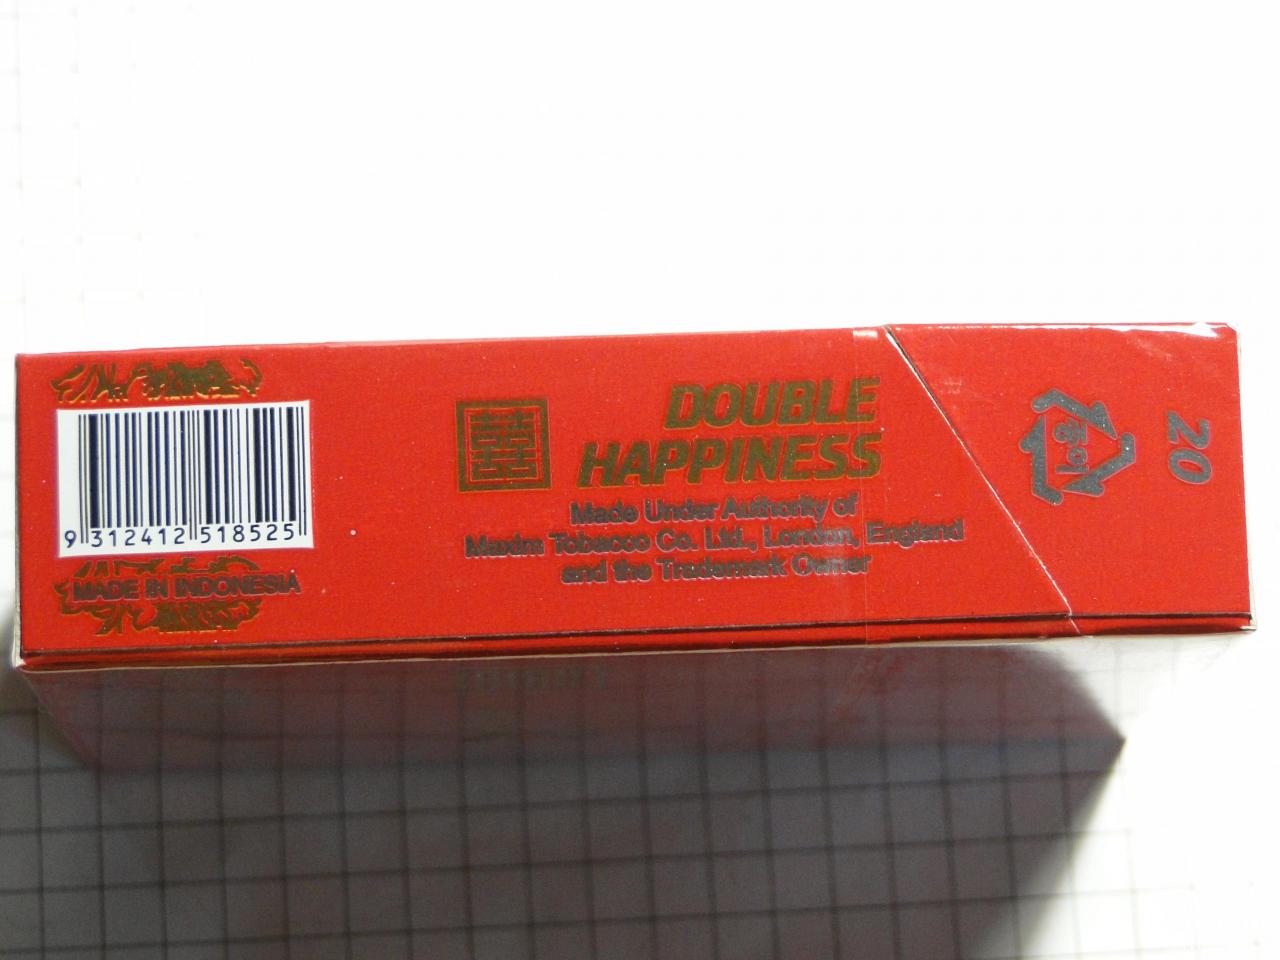 9 312412 518525
MADE IN INDONESIA
囍
DOUBLE
HAPPINESS
Made Under Authority of
Maxim Tobacco Co. Ltd., London, England
and the Trademark Owner
20